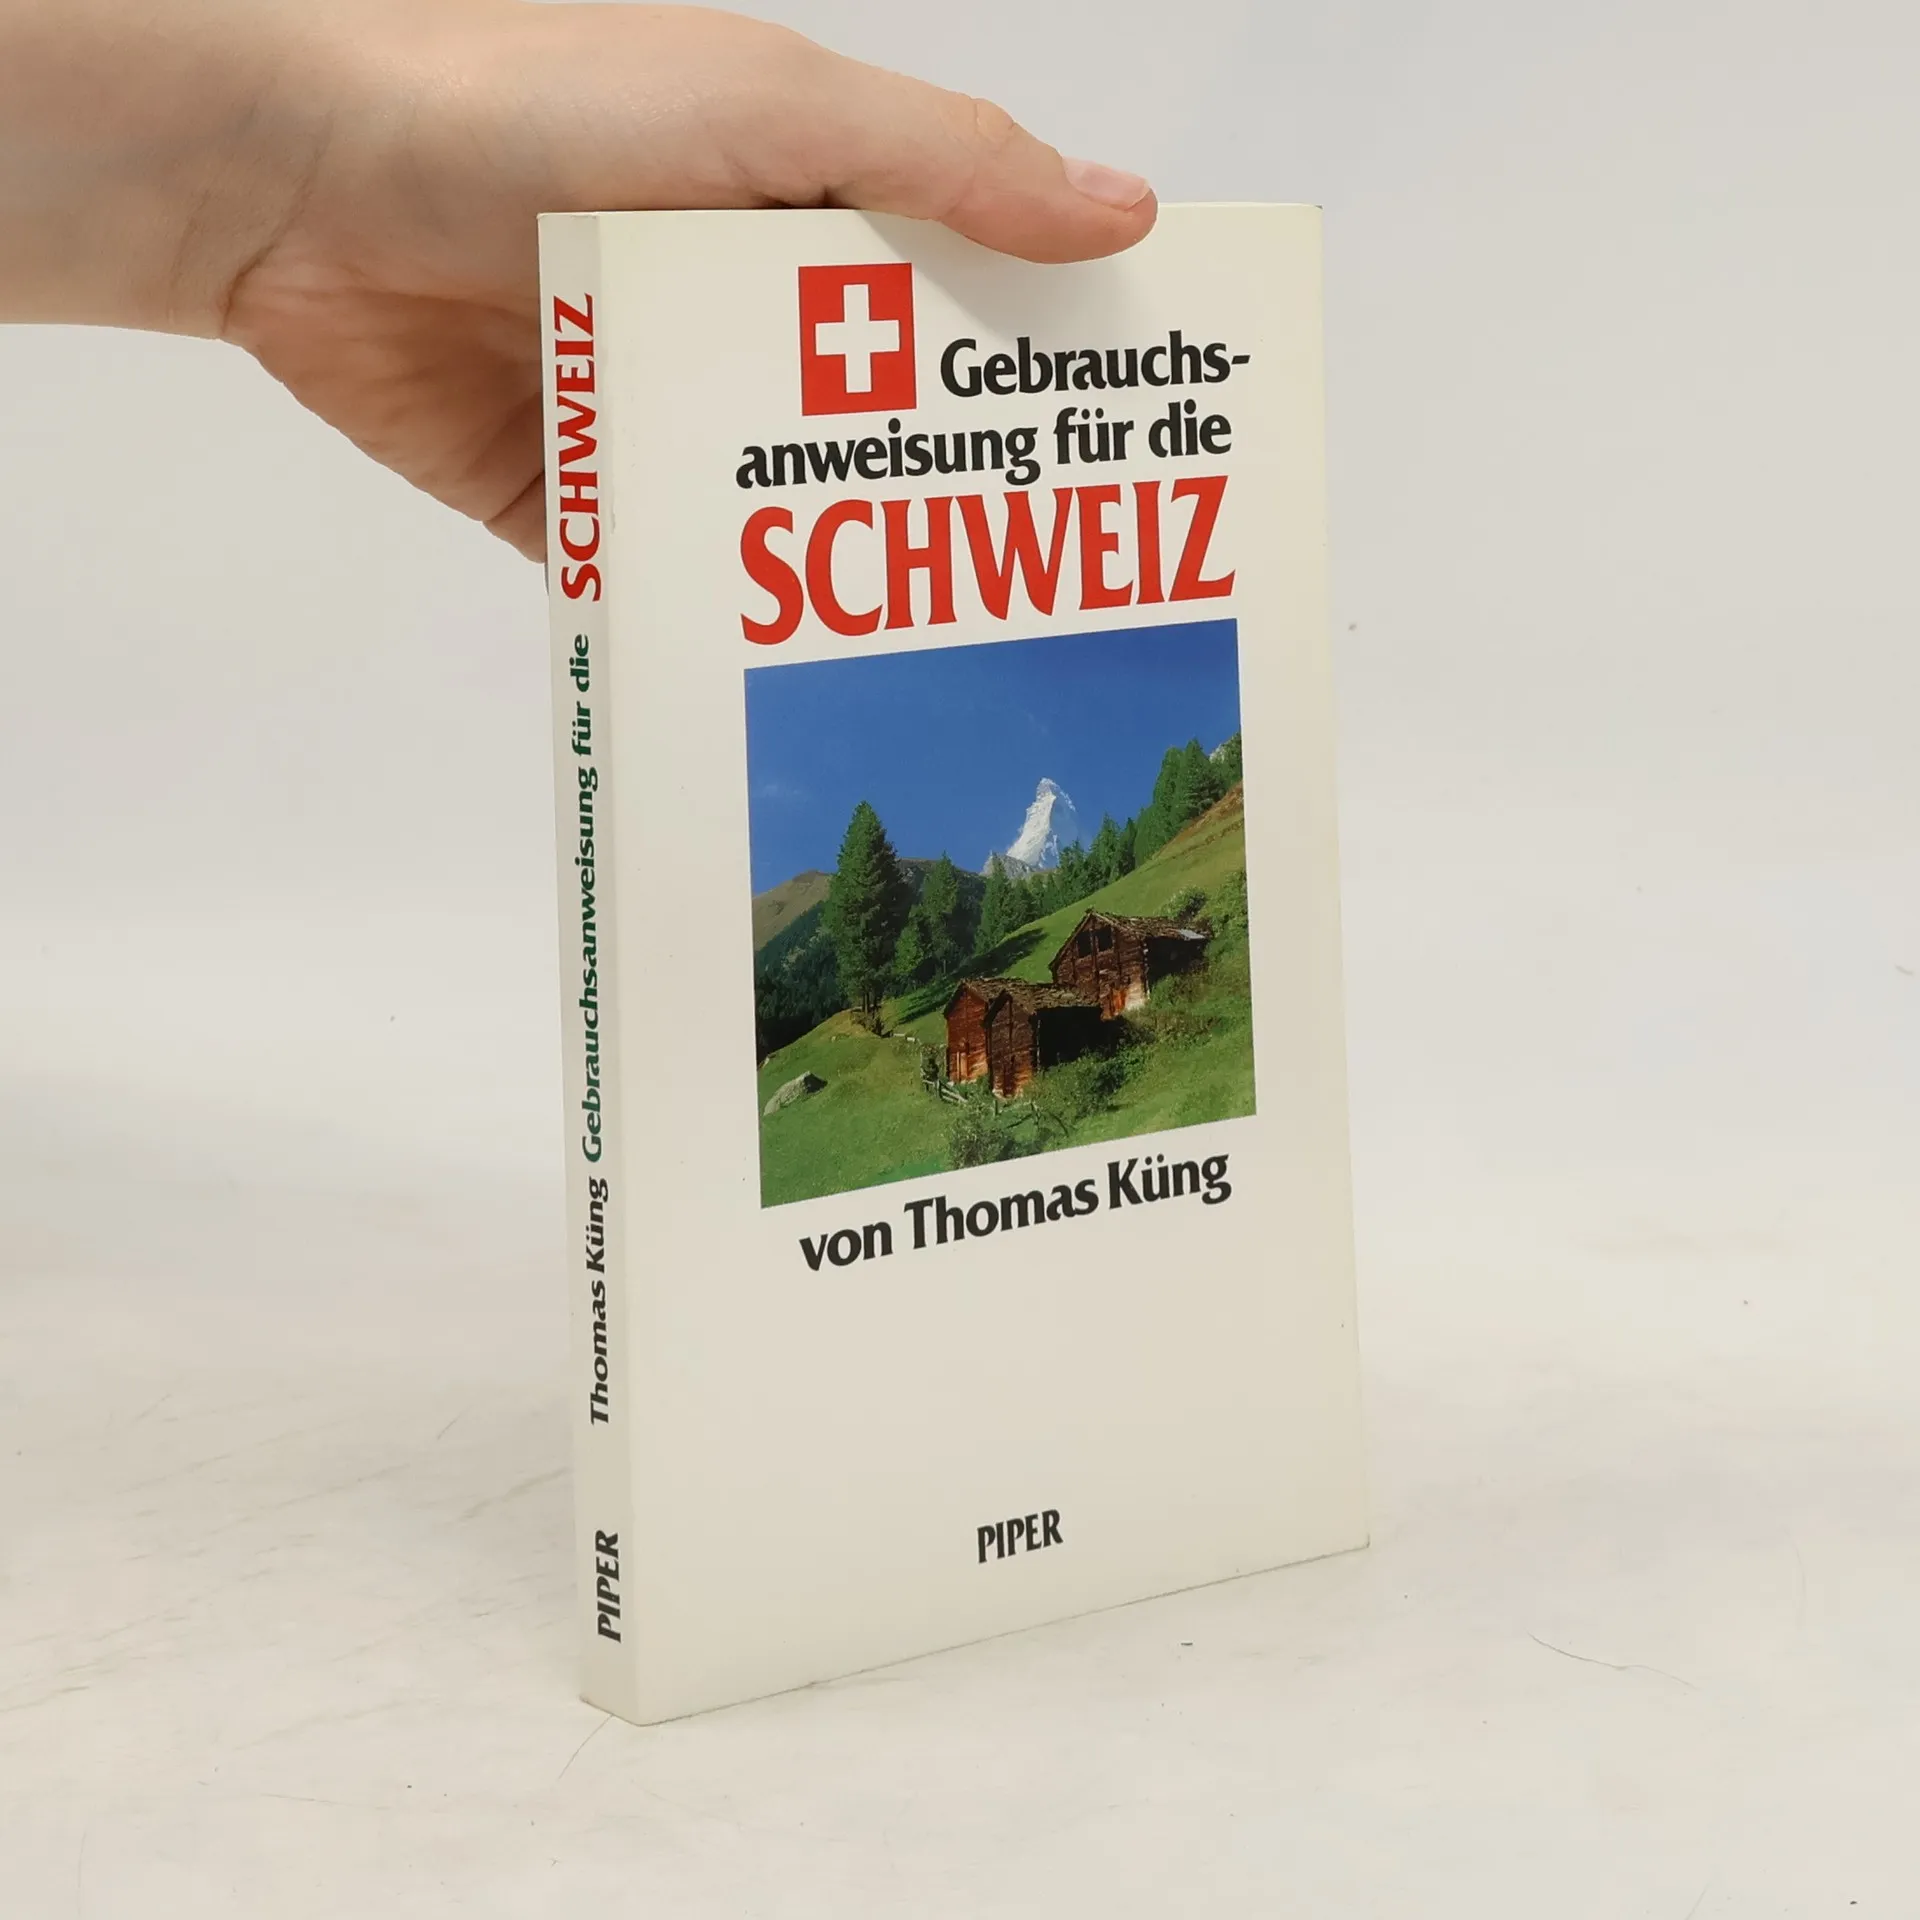 Gebrauchs-
anweisung für die
SCHWEIZ
von Thomas Küng
PIPER
Thomas Küng Gebrauchsanweisung für die SCHWEIZ
PIPER